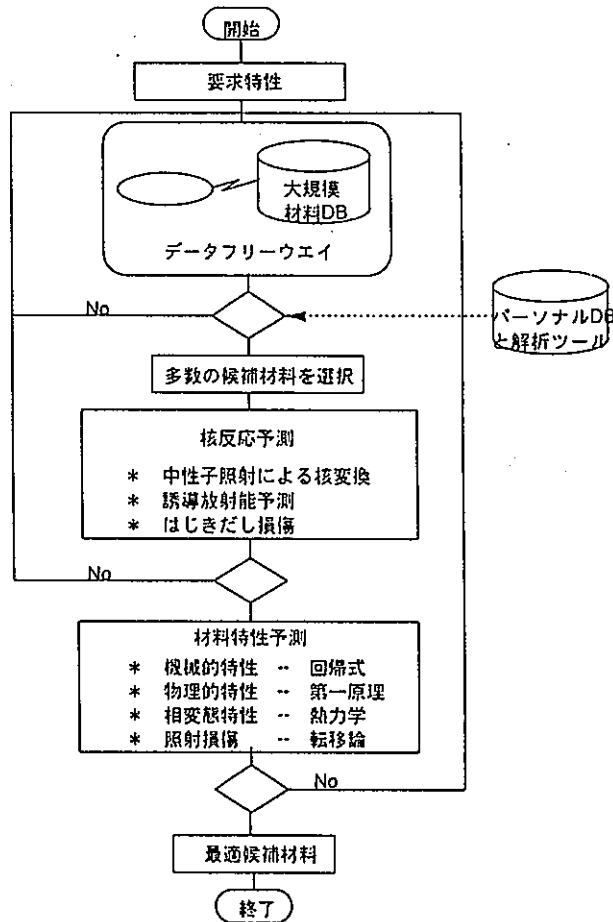 開始
要求特性
大規模
材料DB
データフリーウエイ
No
パーソナルDB
と解析ツール
多数の候補材料を選択
核反応予測
* 中性子照射による核変換
* 誘導放射能予測
* はじきだし損傷
No
材料特性予測
* 機械的特性 -- 回帰式
* 物理的特性 -- 第一原理
* 相変態特性 -- 熱力学
* 照射損傷 -- 転移論
No
最適候補材料
終了